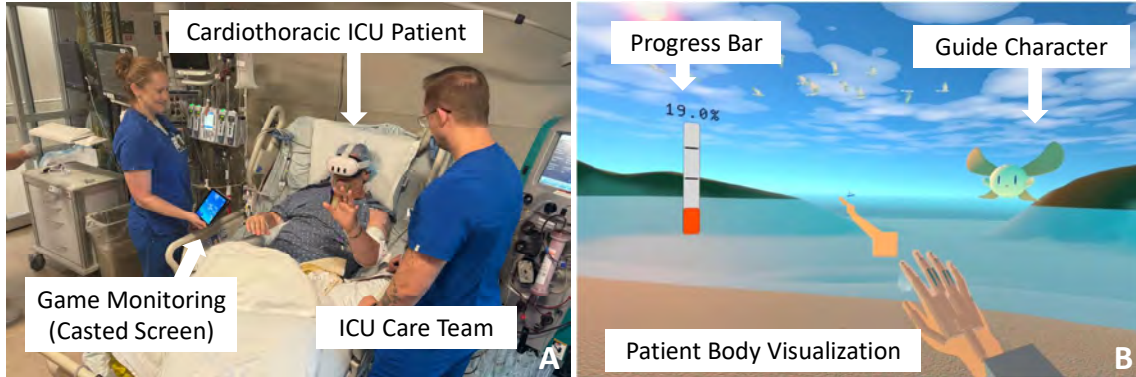 Cardiothoracic ICU Patient
Game Monitoring
(Casted Screen)
ICU Care Team
A
Progress Bar
Guide Character
19.0%
Patient Body Visualization
B